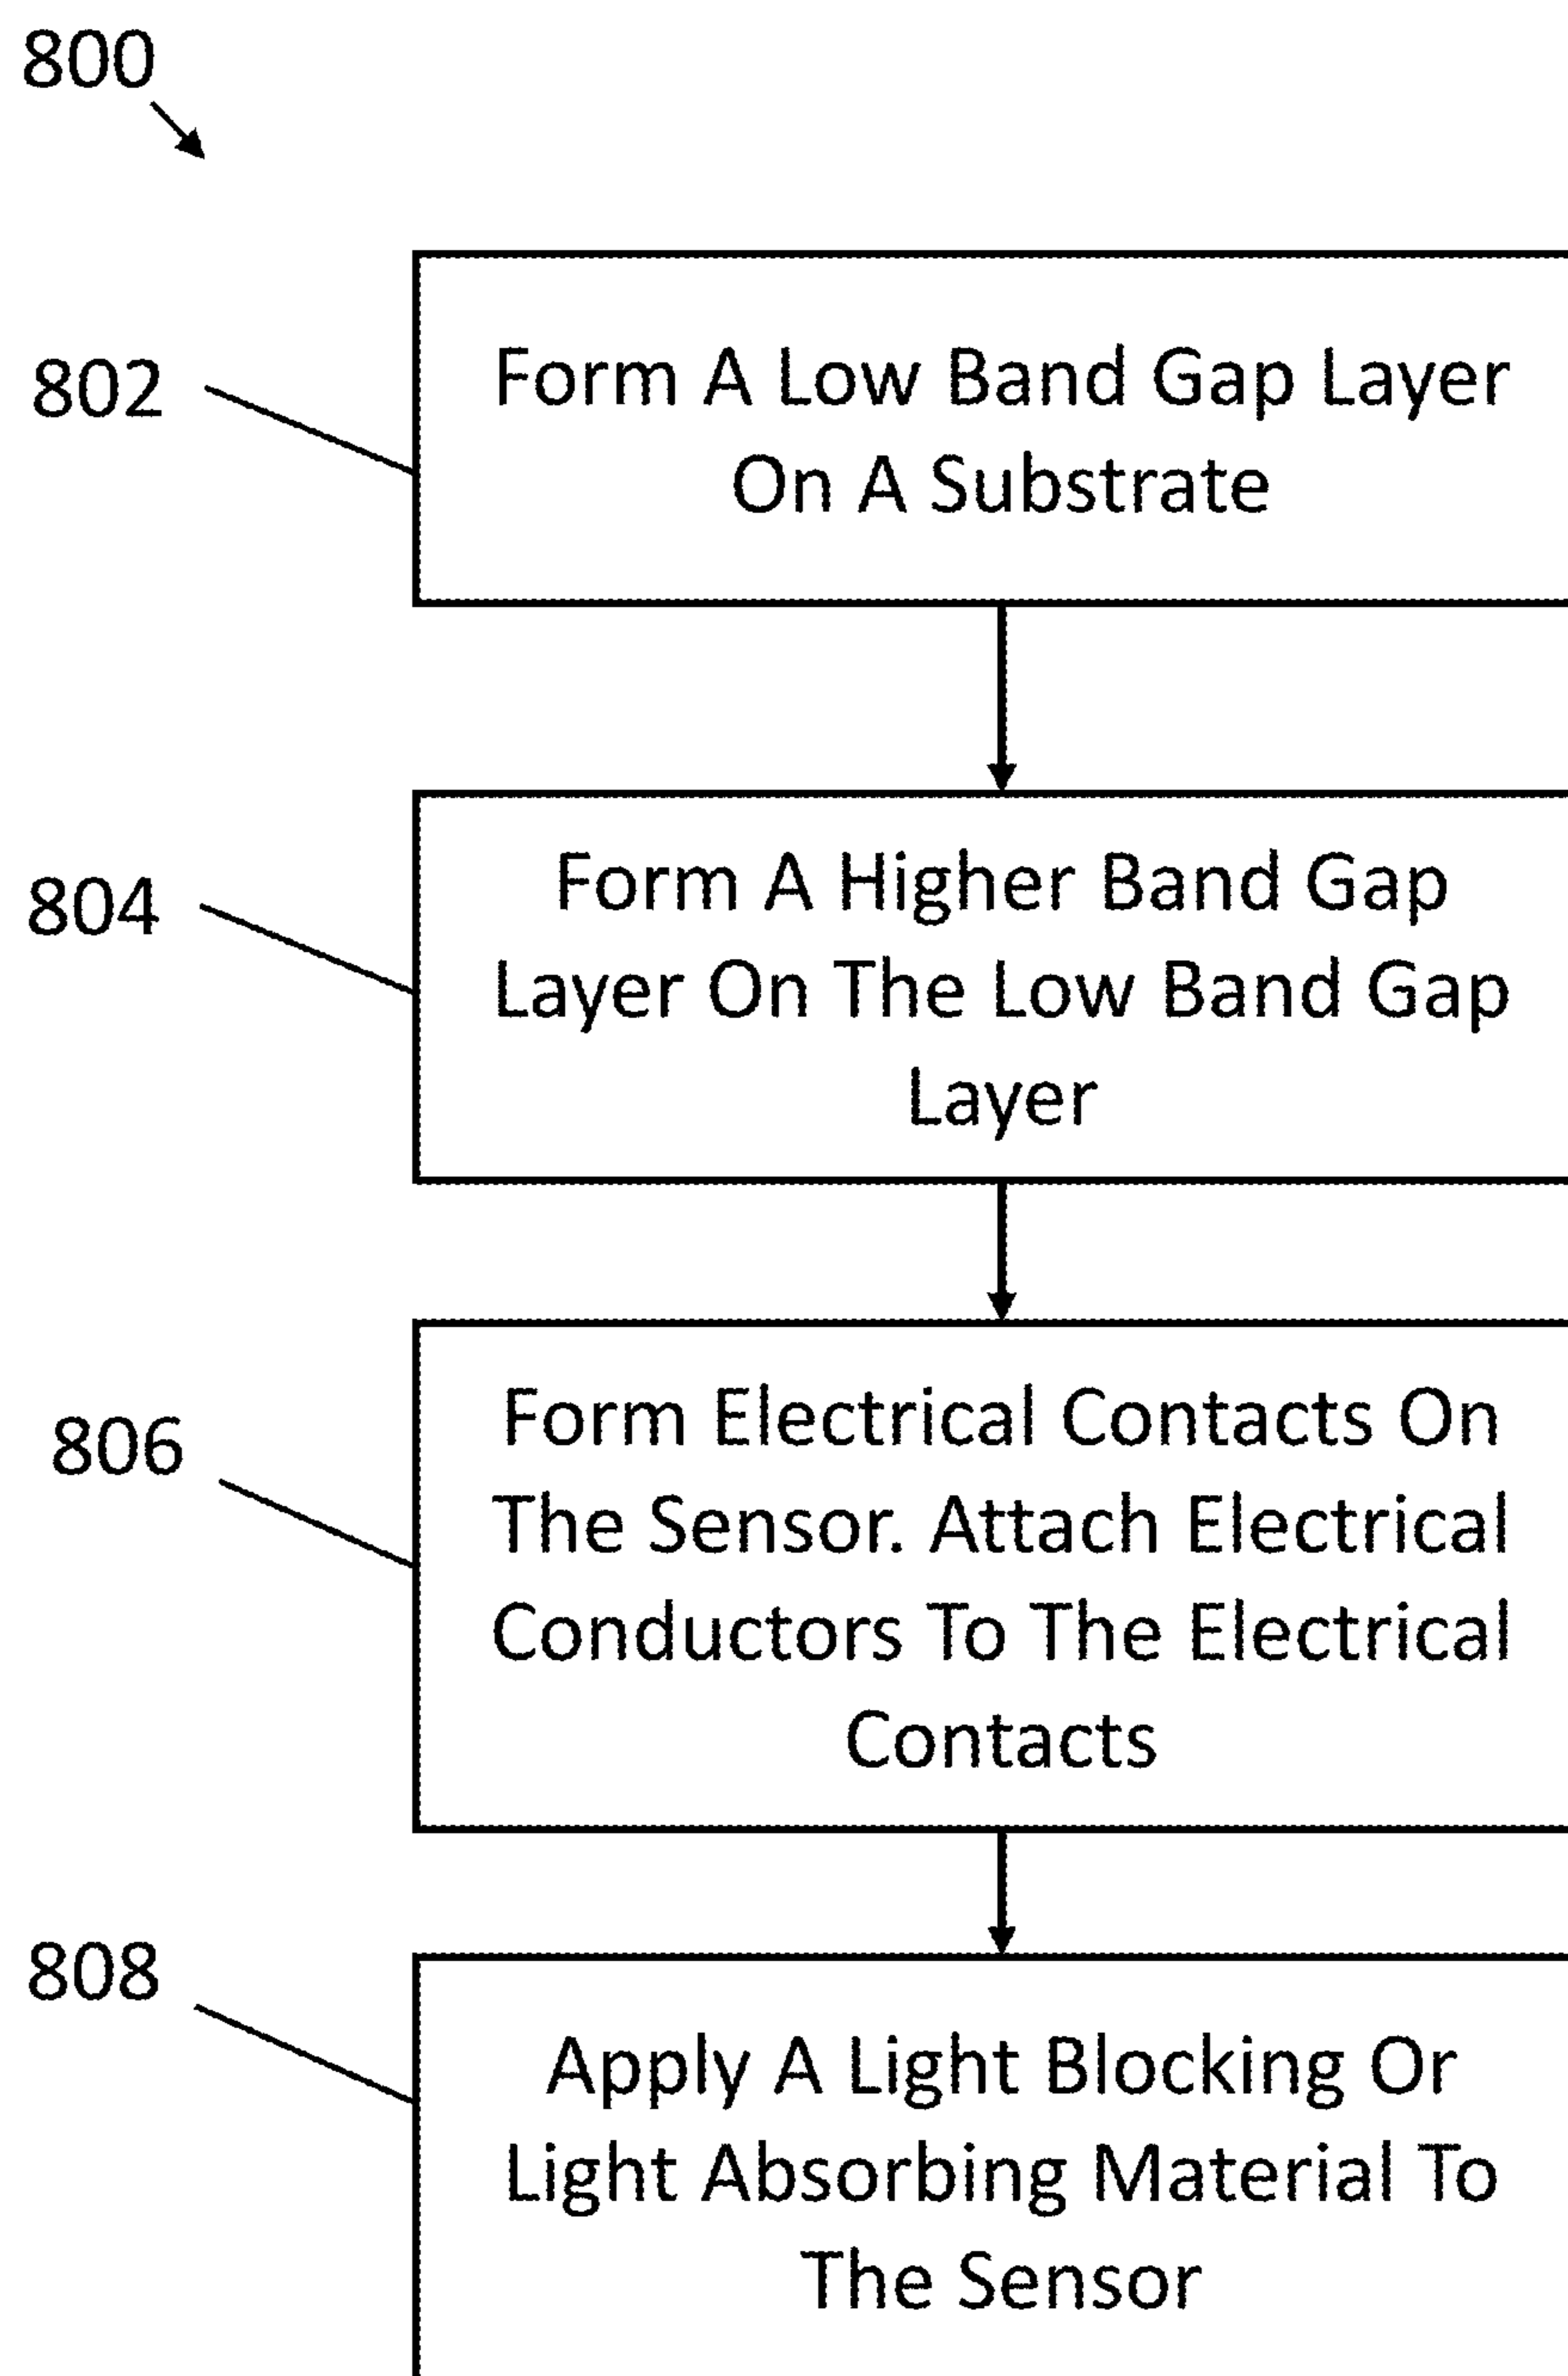 800
802
Form A Low Band Gap Layer
On A Substrate
804
Form A Higher Band Gap
Layer On The Low Band Gap
Layer
806
Form Electrical Contacts On
The Sensor. Attach Electrical
Conductors To The Electrical
Contacts
808
Apply A Light Blocking Or
Light Absorbing Material To
The Sensor